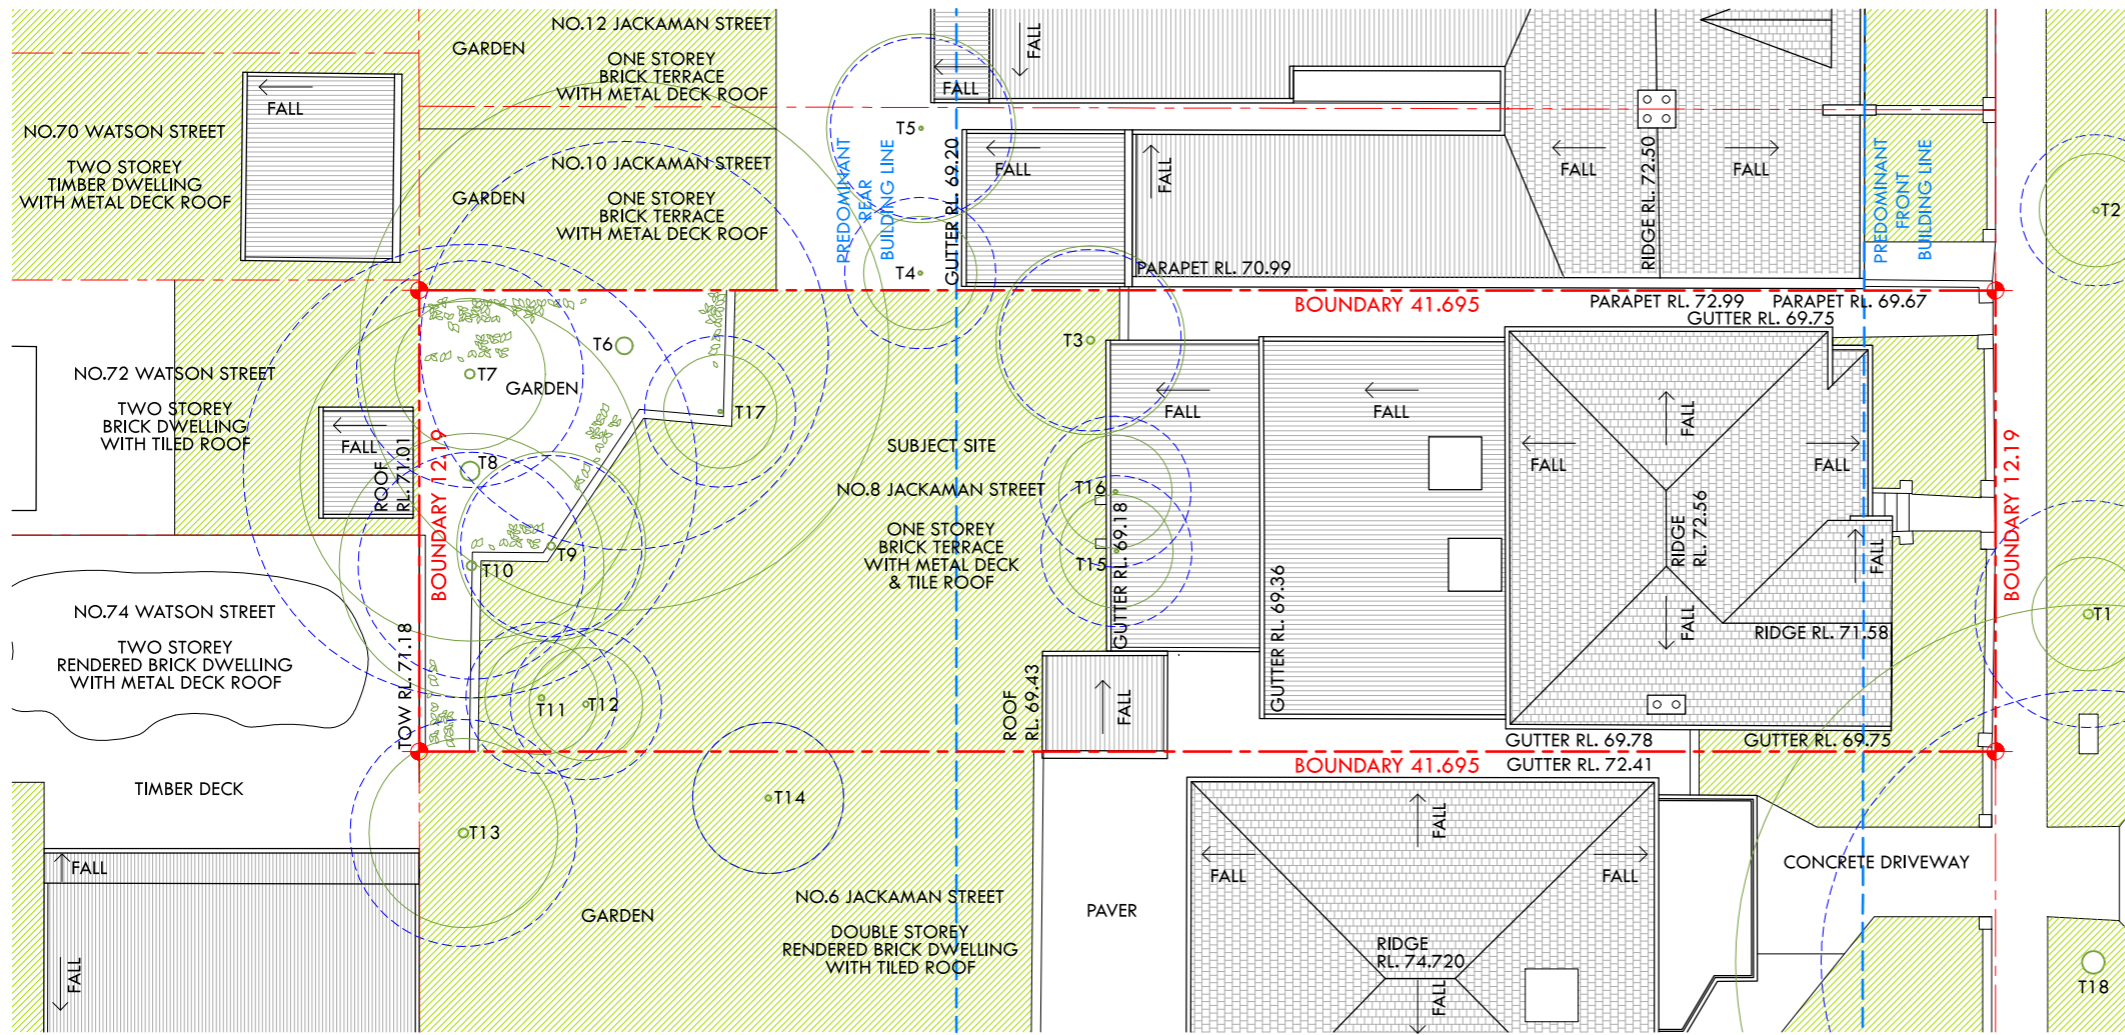 NO.12 JACKAMAN STREET
ONE STOREY
BRICK TERRACE
WITH METAL DECK ROOF
GARDEN
FALL
FALL
FALL
NO.70 WATSON STREET
TWO STOREY
TIMBER DWELLING
WITH METAL DECK ROOF
NO.10 JACKAMAN STREET
ONE STOREY
BRICK TERRACE
WITH METAL DECK ROOF
GARDEN
T5
T4
PREDOMINANT
REAR
BUILDING LINE
GUTTER RL. 69.20
FALL
FALL
FALL
FALL
RIDGE RL. 72.50
PARAPET RL. 70.99
PREDOMINANT
FRONT
BUILDING LINE
T2
BOUNDARY 41.695
PARAPET RL. 72.99
PARAPET RL. 69.67
GUTTER RL. 69.75
NO.72 WATSON STREET
TWO STOREY
BRICK DWELLING
WITH TILED ROOF
FALL
ROOF
RL. 71.01
BOUNDARY 12.19
T6
T7
GARDEN
T17
T8
T9
T10
T3
SUBJECT SITE
NO.8 JACKAMAN STREET
ONE STOREY
BRICK TERRACE
WITH METAL DECK
& TILE ROOF
T16
T15
GUTTER RL. 69.18
GUTTER RL. 69.36
FALL
FALL
FALL
FALL
FALL
FALL
FALL
RIDGE
RL. 72.56
RIDGE RL. 71.58
BOUNDARY 12.19
T1
NO.74 WATSON STREET
TWO STOREY
RENDERED BRICK DWELLING
WITH METAL DECK ROOF
TOW RL. 71.18
T11
T12
ROOF
RL. 69.43
FALL
GUTTER RL. 69.78
GUTTER RL. 69.75
BOUNDARY 41.695
GUTTER RL. 72.41
TIMBER DECK
T13
T14
FALL
FALL
GARDEN
NO.6 JACKAMAN STREET
DOUBLE STOREY
RENDERED BRICK DWELLING
WITH TILED ROOF
PAVER
FALL
FALL
FALL
FALL
RIDGE
RL. 74.720
CONCRETE DRIVEWAY
T18